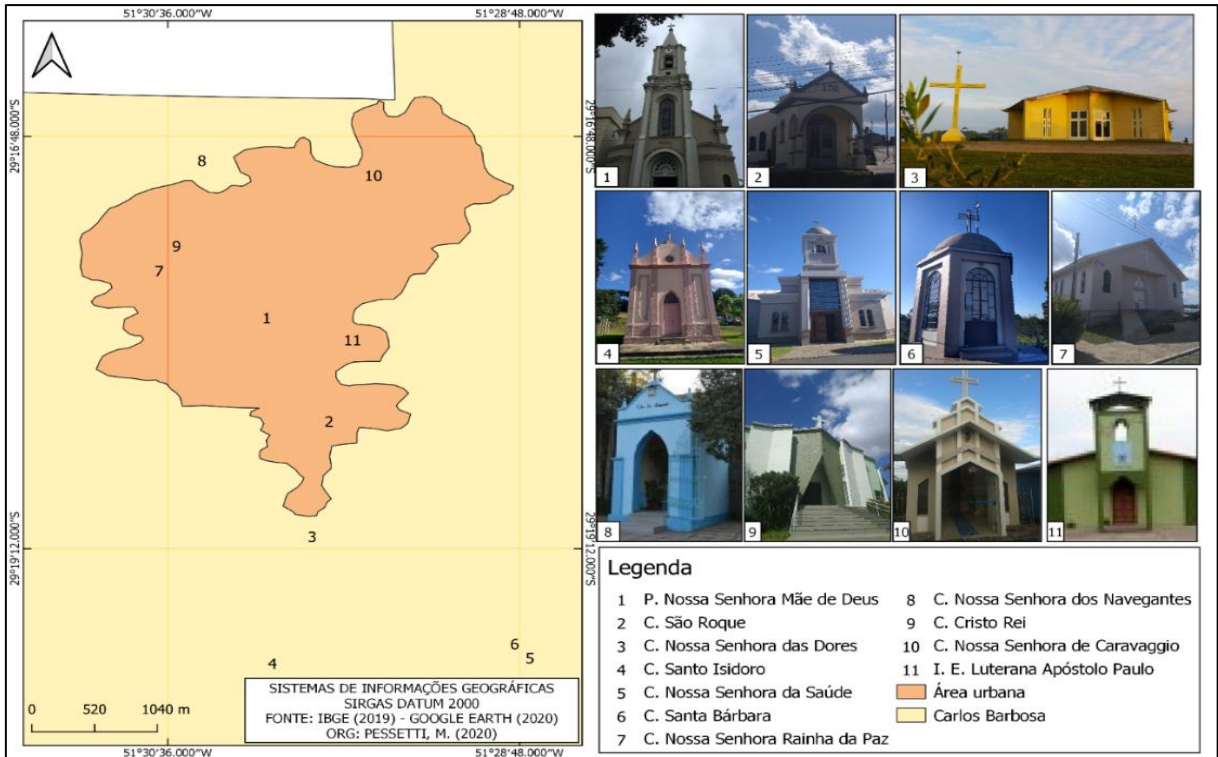 51°30'36.000"W 51°28'48.000"W
29°16'48.000"S
29°16'48.000"S
8
10
9
7
1
11
2
29°19'12.000"S
29°19'12.000"S
3
6
5
4
0 520 1040 m
SISTEMAS DE INFORMAÇÕES GEOGRÁFICAS
SIRGAS DATUM 2000
FONTE: IBGE (2019) - GOOGLE EARTH (2020)
ORG: PESSETTI, M. (2020)
51°30'36.000"W 51°28'48.000"W
1 2 3
4 5 6 7
8 9 10 11
Legenda
1 P. Nossa Senhora Mãe de Deus
2 C. São Roque
3 C. Nossa Senhora das Dores
4 C. Santo Isidoro
5 C. Nossa Senhora da Saúde
6 C. Santa Bárbara
7 C. Nossa Senhora Rainha da Paz
8 C. Nossa Senhora dos Navegantes
9 C. Cristo Rei
10 C. Nossa Senhora de Caravaggio
11 I. E. Luterana Apóstolo Paulo
Área urbana
Carlos Barbosa